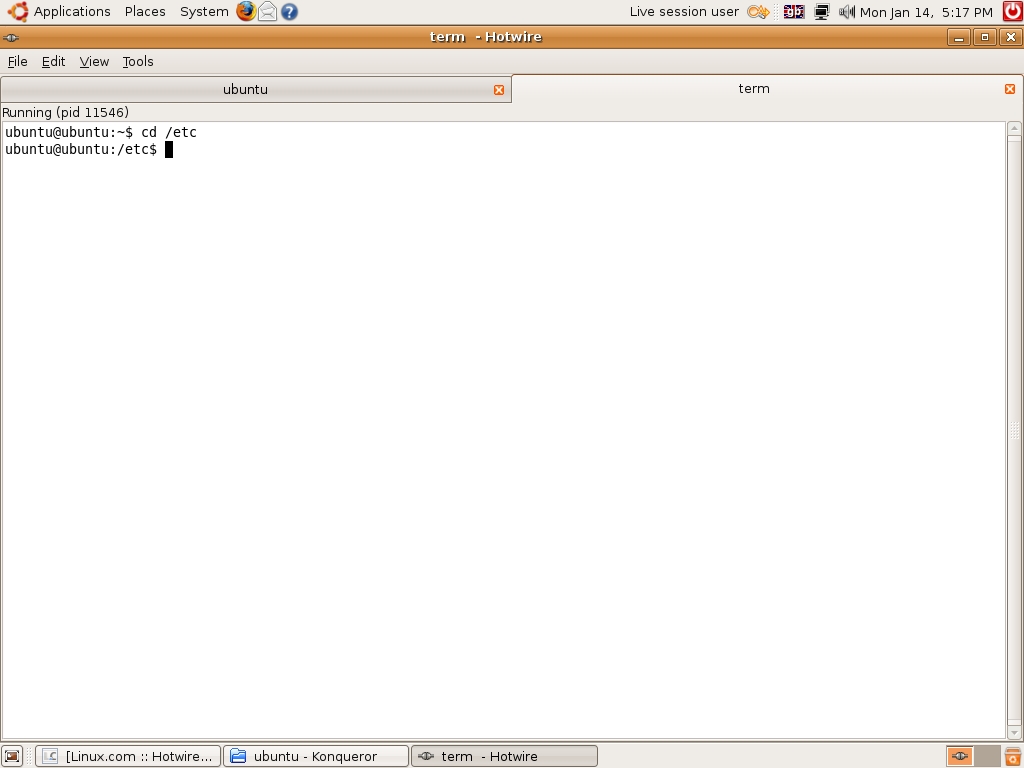 Applications Places System Live session user gb Mon Jan 14, 5:17 PM
term - Hotwire
File Edit View Tools
ubuntu term
Running (pid 11546)
ubuntu@ubuntu:~$ cd /etc
ubuntu@ubuntu:/etc$
[Linux.com :: Hotwire... ubuntu - Konqueror term - Hotwire